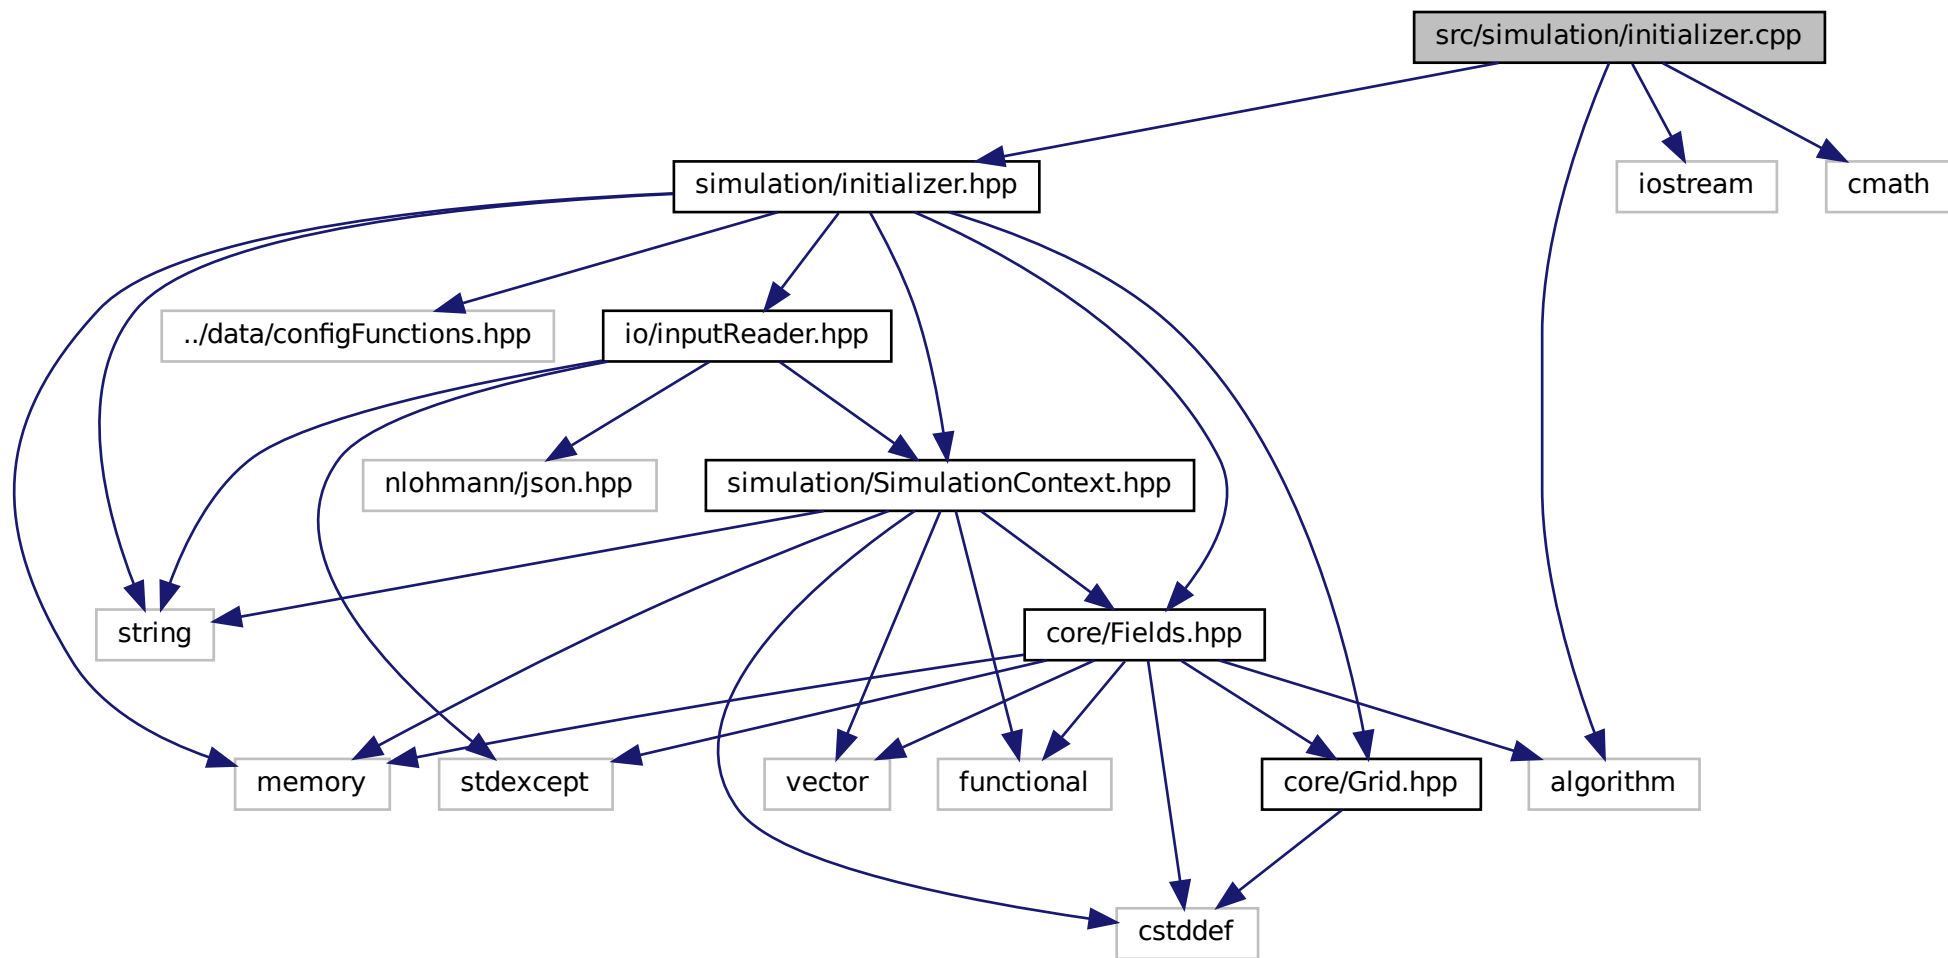 src/simulation/initializer.cpp
simulation/initializer.hpp
iostream
cmath
../data/configFunctions.hpp
io/inputReader.hpp
nlohmann/json.hpp
simulation/SimulationContext.hpp
string
core/Fields.hpp
memory
stdexcept
vector
functional
core/Grid.hpp
algorithm
cstddef